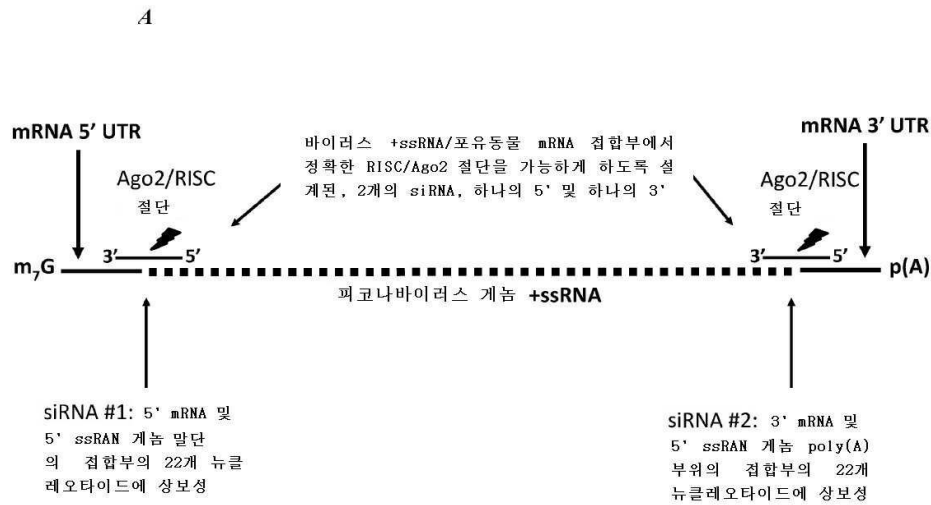 A
mRNA 5' UTR
Ago2/RISC
절단
바이러스 +ssRNA/포유동물 mRNA 접합부에서
정확한 RISC/Ago2 절단을 가능하게 하도록 설
계된, 2개의 siRNA, 하나의 5' 및 하나의 3'
mRNA 3' UTR
Ago2/RISC
절단
3' 5'
3' 5'
m7G
p(A)
피코나바이러스 게놈 +ssRNA
siRNA #1: 5' mRNA 및
5' ssRAN 게놈 말단
의 접합부의 22개 뉴클
레오타이드에 상보성
siRNA #2: 3' mRNA 및
5' ssRAN 게놈 poly(A)
부위의 접합부의 22개
뉴클레오타이드에 상보성